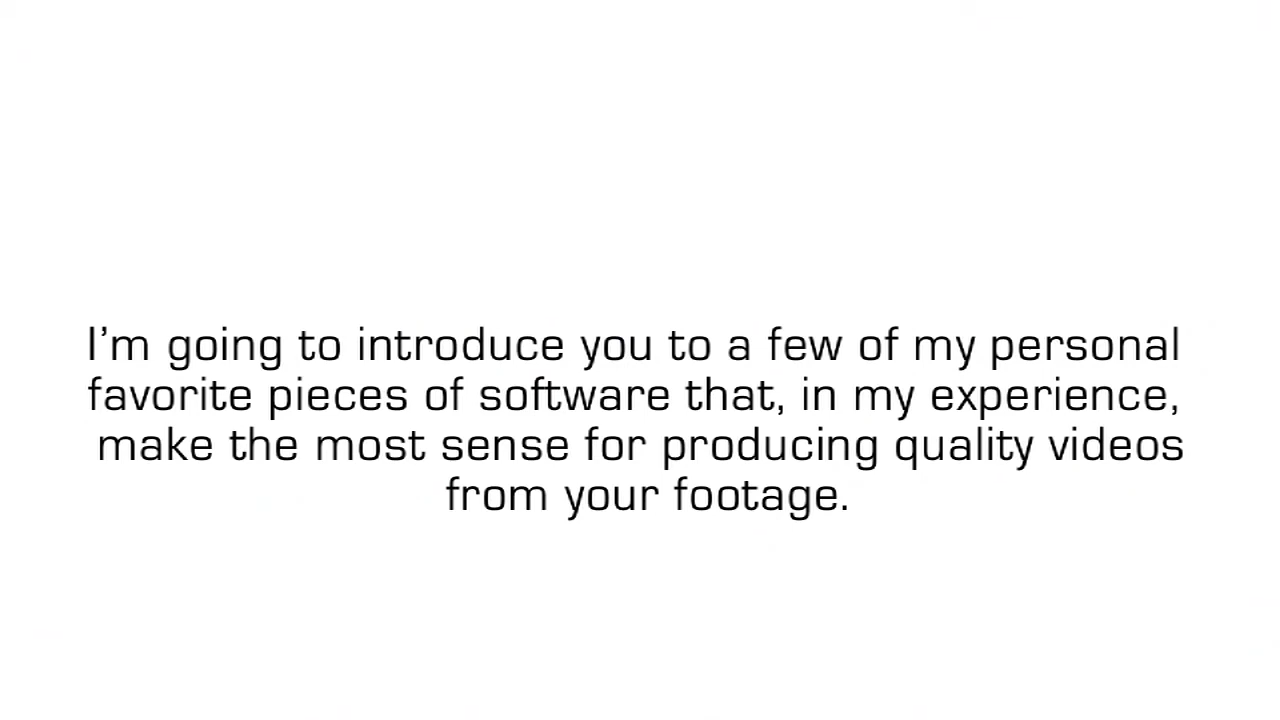 I’m going to introduce you to a few of my personal
favorite pieces of software that, in my experience,
make the most sense for producing quality videos
from your footage.